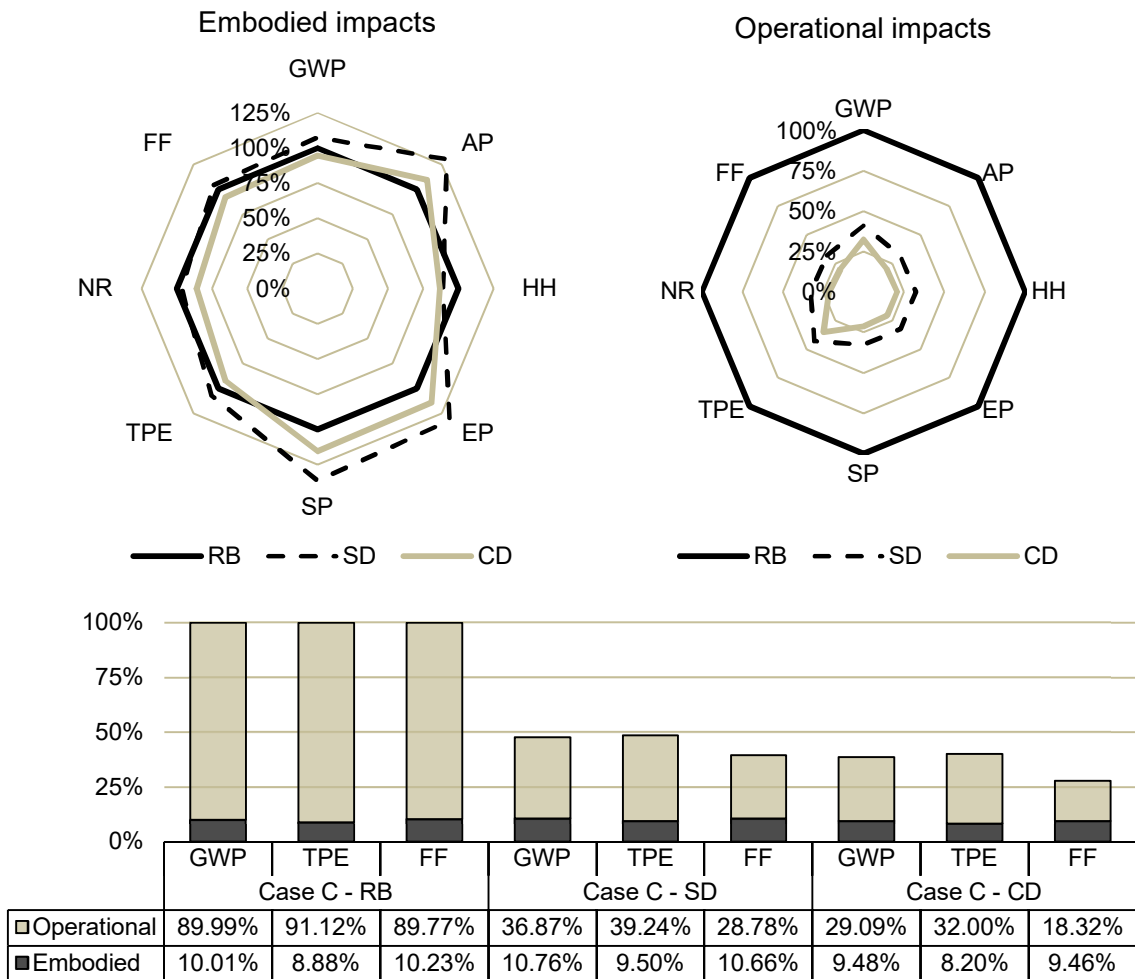 Embodied impacts
GWP
AP
HH
EP
SP
TPE
NR
FF
125%
100%
75%
50%
25%
0%
RB SD CD
Operational impacts
GWP
AP
HH
EP
SP
TPE
NR
FF
100%
75%
50%
25%
0%
RB SD CD
100%
75%
50%
25%
0%
GWP TPE FF GWP TPE FF GWP TPE FF
Case C - RB Case C - SD Case C - CD
Operational 89.99% 91.12% 89.77% 36.87% 39.24% 28.78% 29.09% 32.00% 18.32%
Embodied 10.01% 8.88% 10.23% 10.76% 9.50% 10.66% 9.48% 8.20% 9.46%